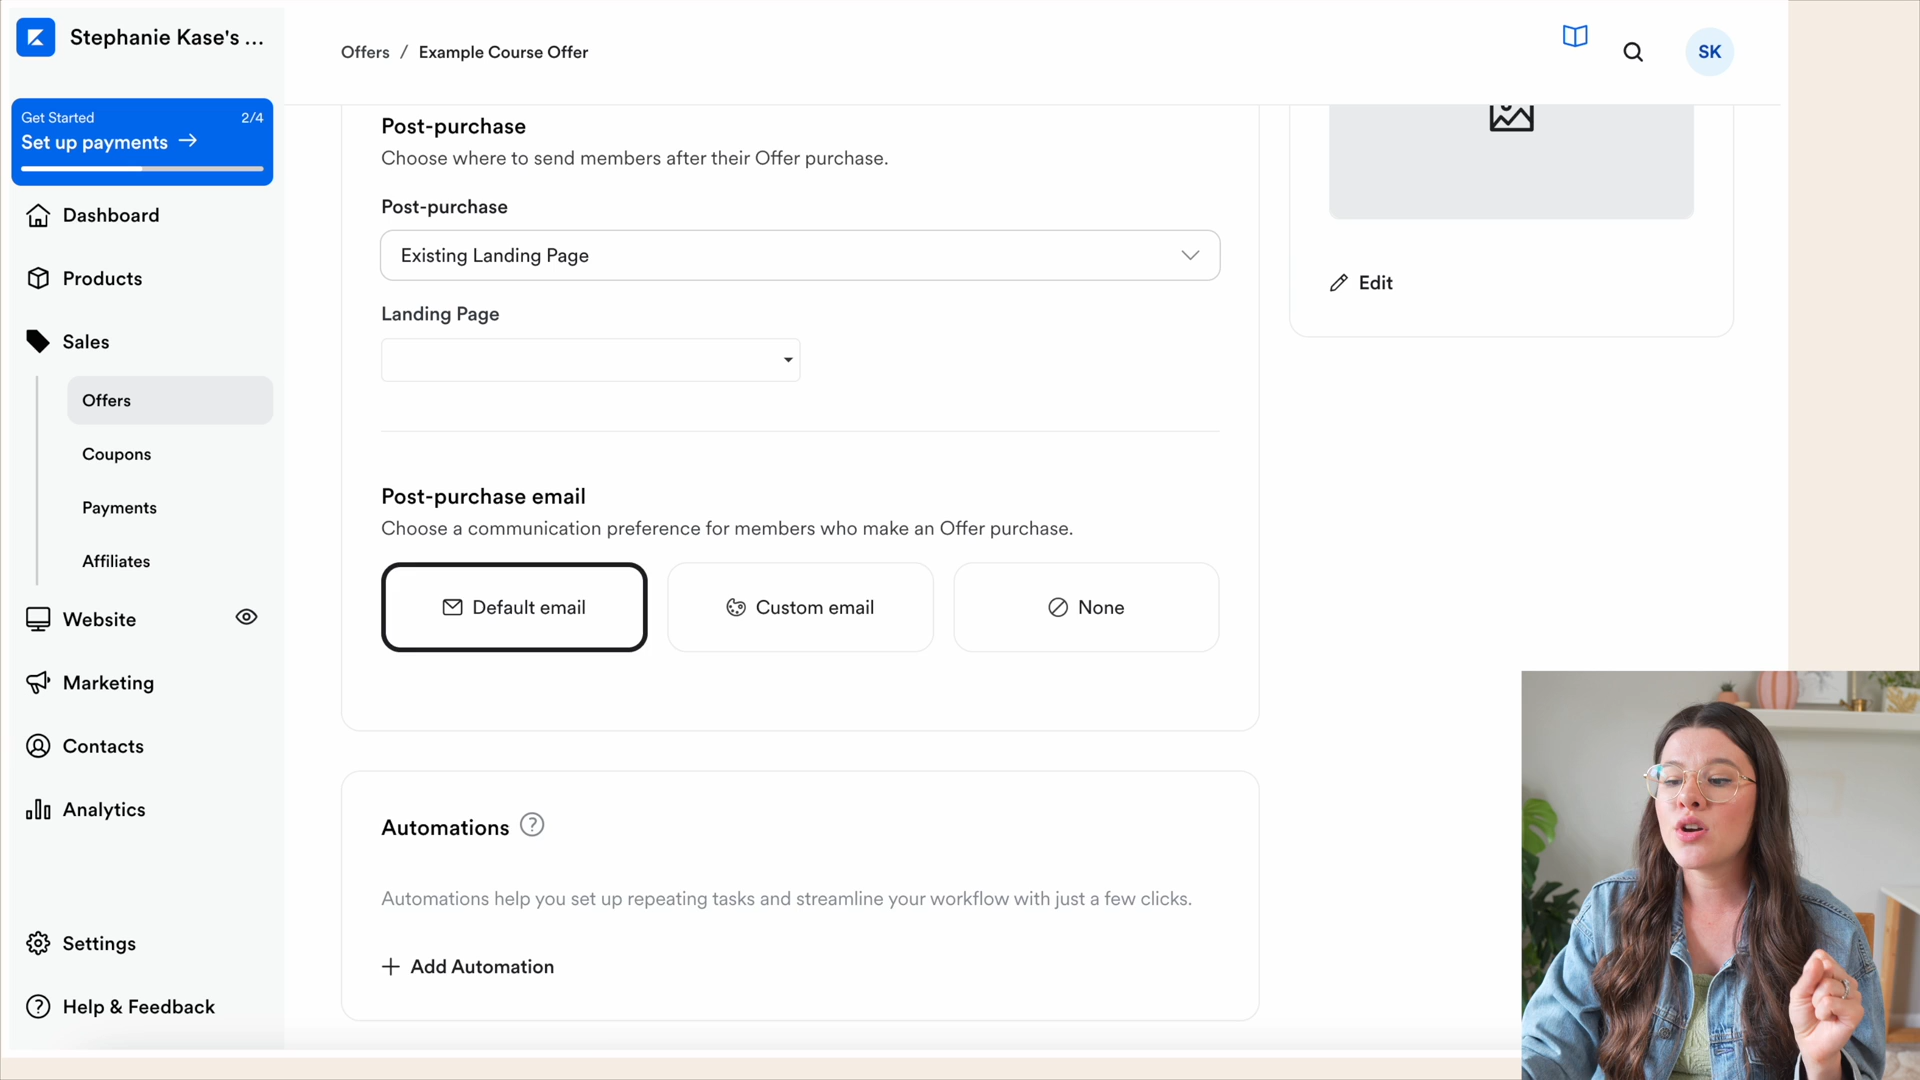 Stephanie Kase's ...
Get Started 2/4
Set up payments
Dashboard
Products
Sales
Offers
Coupons
Payments
Affiliates
Website
Marketing
Contacts
Analytics
Settings
Help & Feedback
Offers / Example Course Offer
SK
Post-purchase
Choose where to send members after their Offer purchase.
Post-purchase
Existing Landing Page
Landing Page
Post-purchase email
Choose a communication preference for members who make an Offer purchase.
Default email
Custom email
None
Automations
Automations help you set up repeating tasks and streamline your workflow with just a few clicks.
Add Automation
Edit